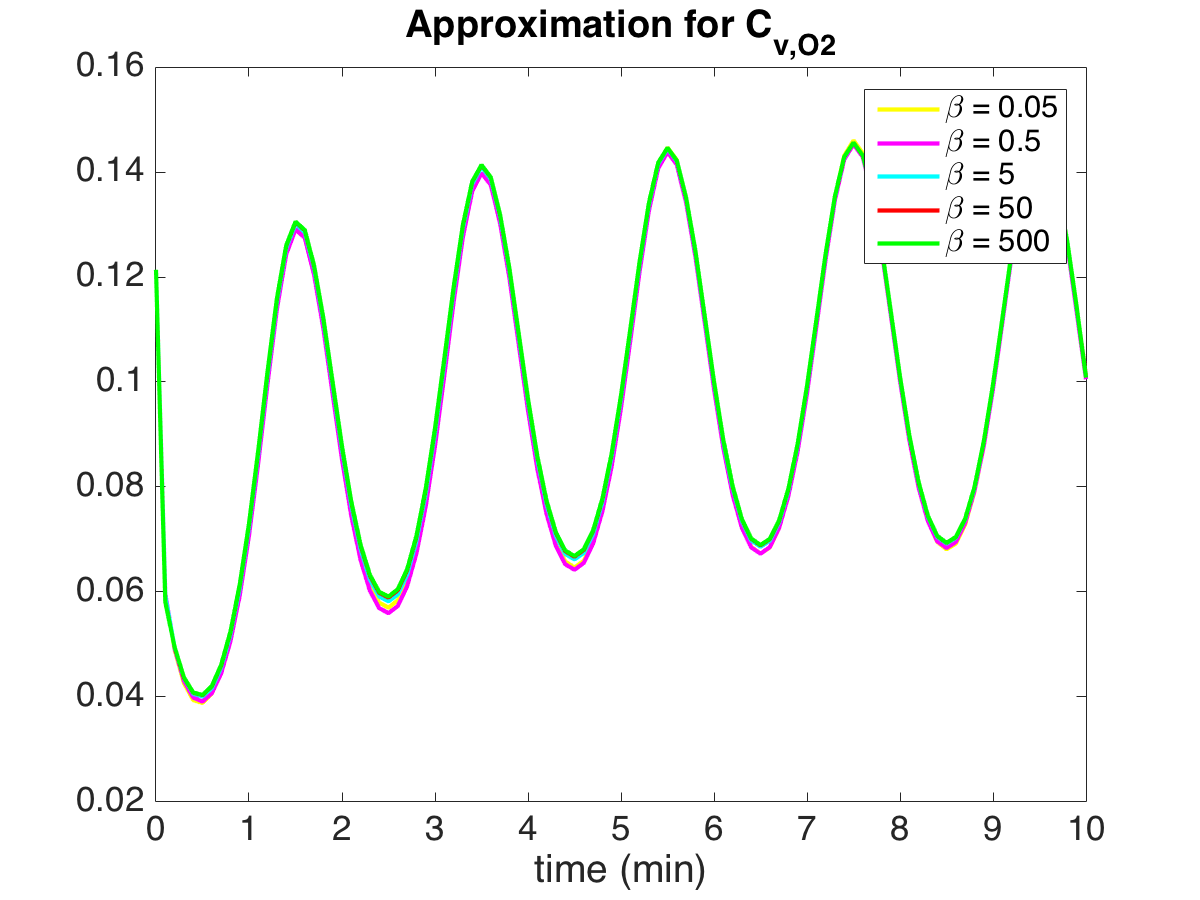 Approximation for C_v,O2
0.16
0.14
0.12
0.1
0.08
0.06
0.04
0.02
β = 0.05
β = 0.5
β = 5
β = 50
β = 500
0 1 2 3 4 5 6 7 8 9 10
time (min)